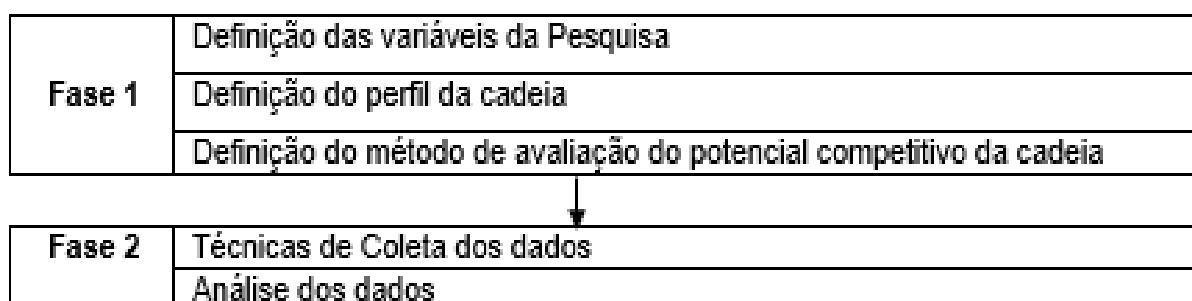 Definição das variáveis da Pesquisa
Fase 1
Definição do perfil da cadeia
Definição do método de avaliação do potencial competitivo da cadeia
Fase 2
Técnicas de Coleta dos dados
Análise dos dados